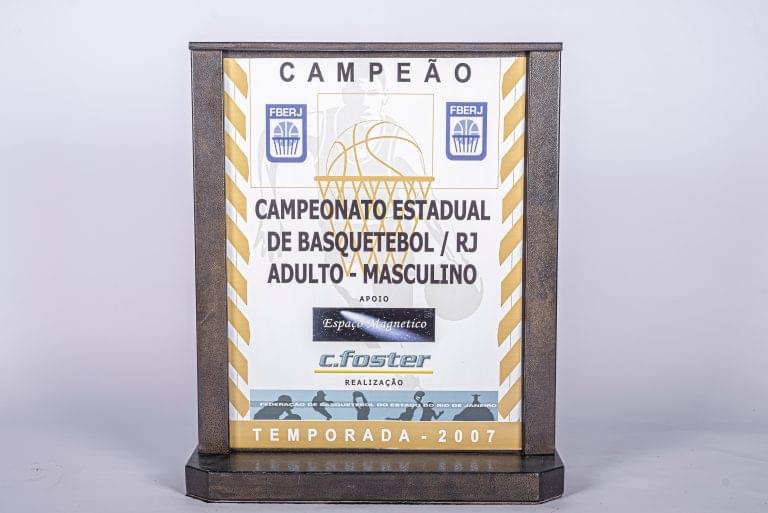 CAMPEÃO
FBERJ
FBERJ
CAMPEONATO ESTADUAL
DE BASQUETEBOL / RJ
ADULTO - MASCULINO
APOIO
Espaço Magnetico
c.foster
REALIZAÇÃO
FEDERAÇÃO DE BASQUETEBOL DO ESTADO DO RIO DE JANEIRO
TEMPORADA - 2007